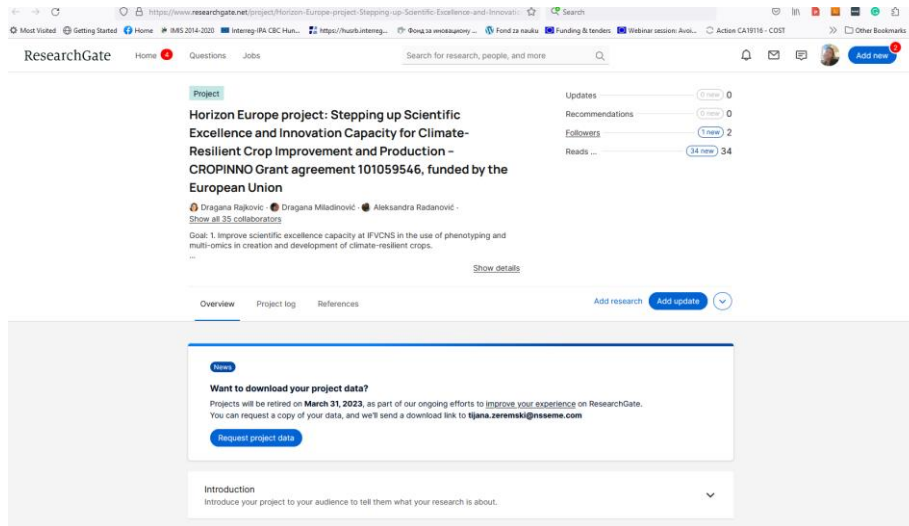 https://www.researchgate.net/project/Horizon-Europe-project-Stepping-up-Scientific-Excellence-and-Innovati
Search
Most Visited Getting Started Home IMIS 2014-2020 Interreg-IPA CBC Hun... https://husrb.interreg... Фонд за иновациону ... Fond za nauku Funding & tenders Webinar session: Avoi... Action CA19116 - COST Other Bookmarks
ResearchGate Home 4 Questions Jobs Search for research, people, and more Add new 2
Project
Horizon Europe project: Stepping up Scientific
Excellence and Innovation Capacity for Climate-
Resilient Crop Improvement and Production –
CROPINNO Grant agreement 101059546, funded by the
European Union
Dragana Rajkovic · Dragana Miladinović · Aleksandra Radanović ·
Show all 35 collaborators
Goal: 1. Improve scientific excellence capacity at IFVCNS in the use of phenotyping and
multi-omics in creation and development of climate-resilient crops.
...
Show details
Updates 0 new 0
Recommendations 0 new 0
Followers 1 new 2
Reads ... 34 new 34
Overview Project log References Add research Add update
News
Want to download your project data?
Projects will be retired on March 31, 2023, as part of our ongoing efforts to improve your experience on ResearchGate.
You can request a copy of your data, and we'll send a download link to tijana.zeremski@nsseme.com
Request project data
Introduction
Introduce your project to your audience to tell them what your research is about.